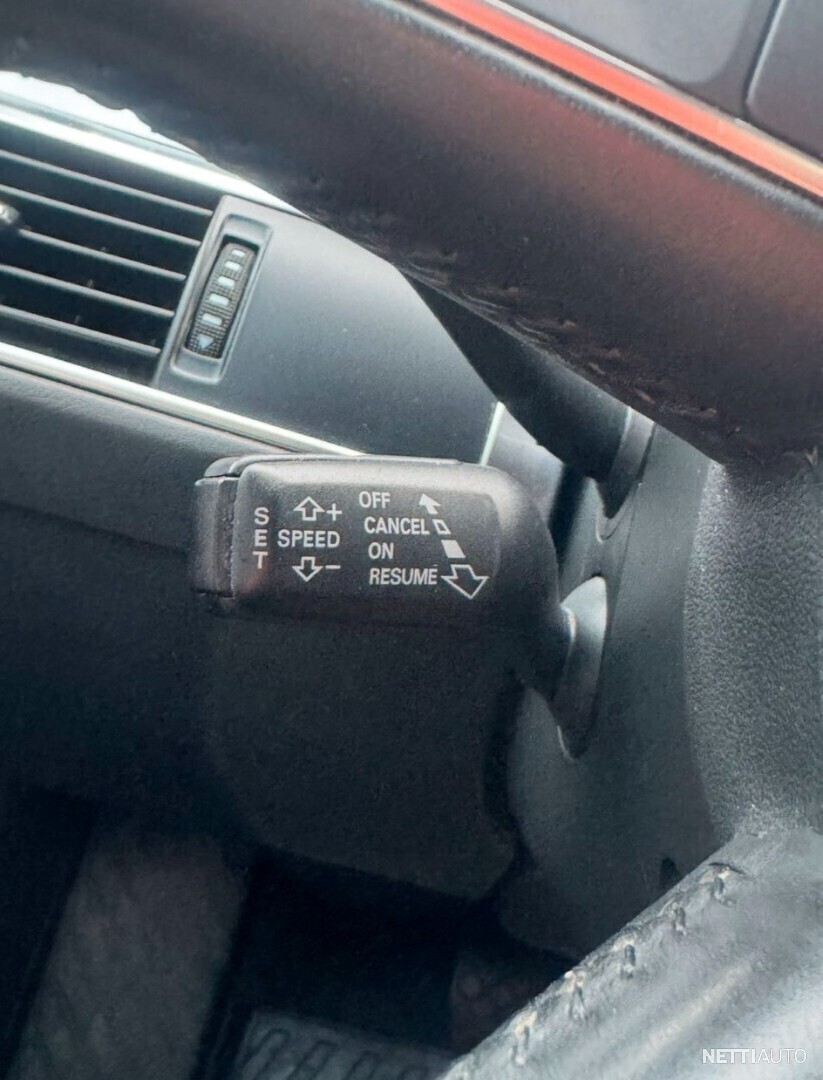 SET
SPEED
+
−
OFF
CANCEL
ON
RESUME
NETTIAUTO